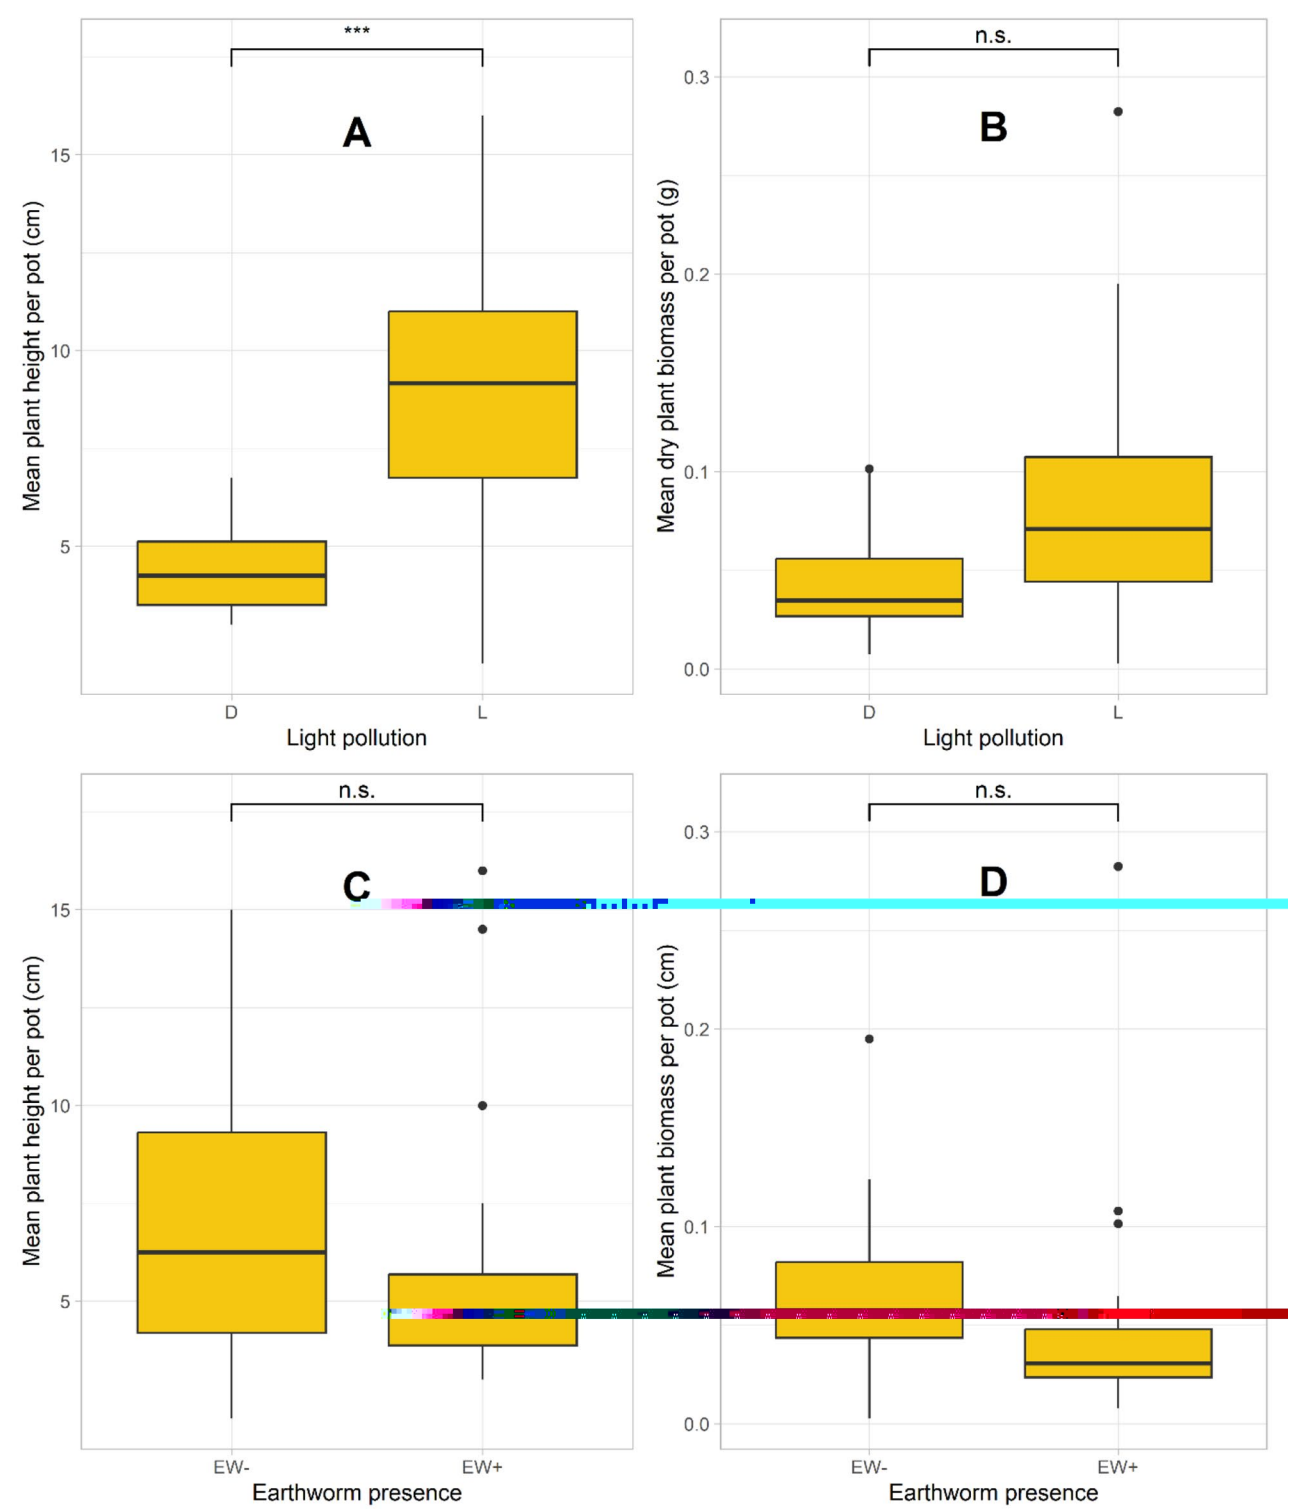 ***
A
Mean plant height per pot (cm)
15
10
5
D
L
Light pollution
n.s.
B
Mean dry plant biomass per pot (g)
0.3
0.2
0.1
0.0
D
L
Light pollution
n.s.
C
Mean plant height per pot (cm)
15
10
5
EW-
EW+
Earthworm presence
n.s.
D
Mean plant biomass per pot (cm)
0.3
0.2
0.1
0.0
EW-
EW+
Earthworm presence